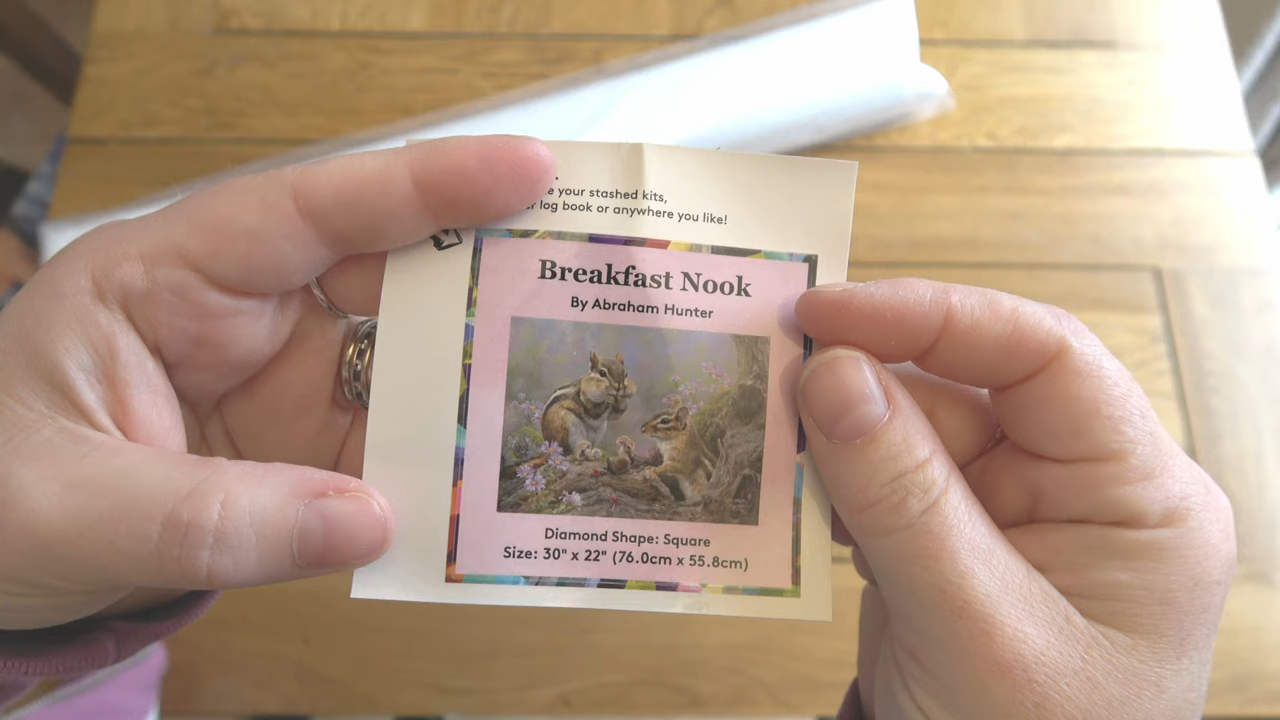 your stashed kits,
log book or anywhere you like!
Breakfast Nook
By Abraham Hunter
Diamond Shape: Square
Size: 30" x 22" (76.0cm x 55.8cm)